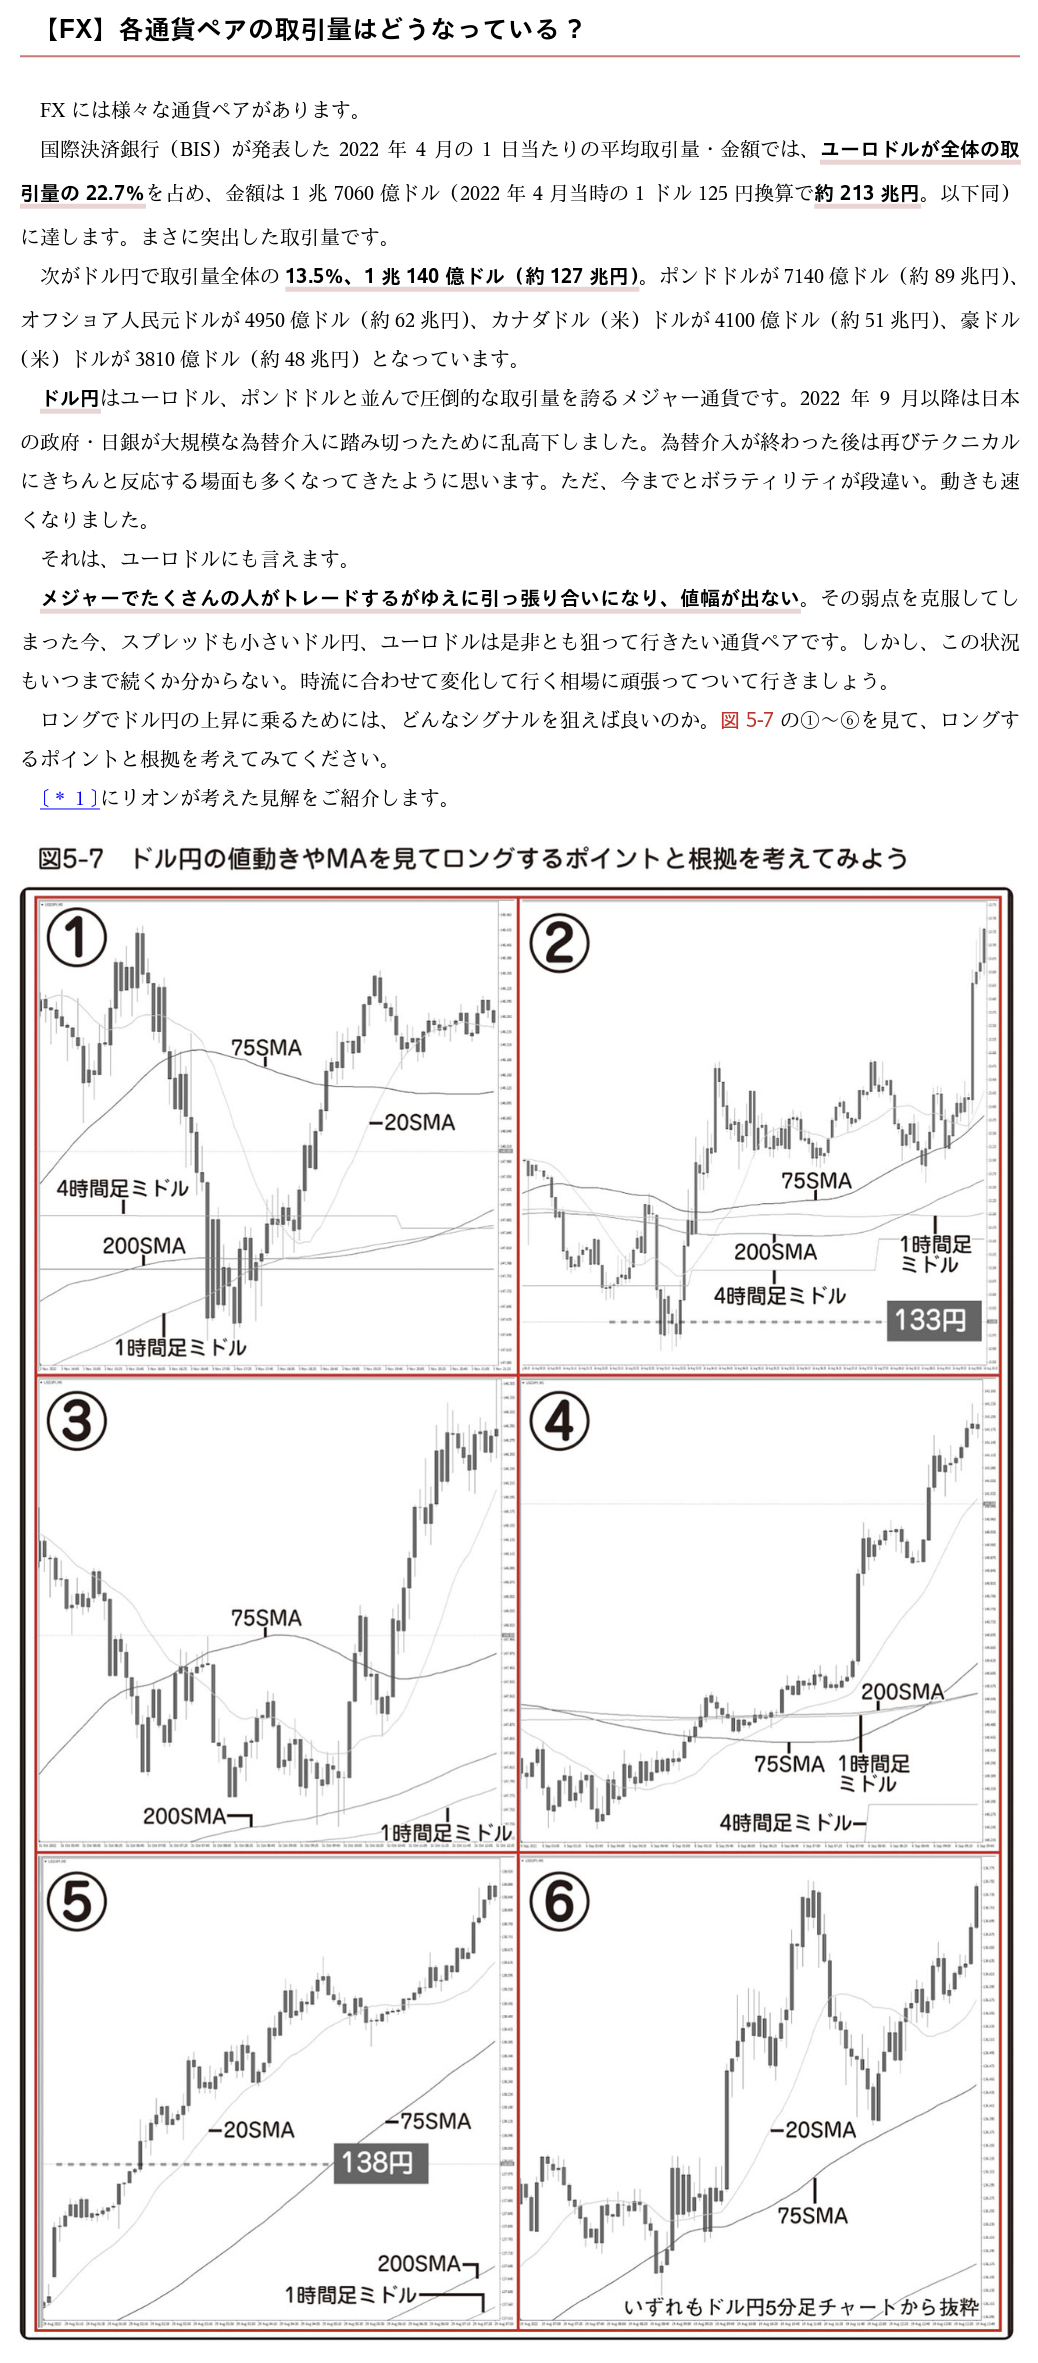 【FX】各通貨ペアの取引量はどうなっている？
FX には様々な通貨ペアがあります。
国際決済銀行（BIS）が発表した 2022 年 4 月の 1 日当たりの平均取引量・金額では、ユーロドルが全体の取
引量の 22.7%を占め、金額は 1 兆 7060 億ドル（2022 年 4 月当時の 1 ドル 125 円換算で約 213 兆円。以下同）
に達します。まさに突出した取引量です。
次がドル円で取引量全体の 13.5%、1 兆 140 億ドル（約 127 兆円）。ポンドドルが 7140 億ドル（約 89 兆円）、
オフショア人民元ドルが 4950 億ドル（約 62 兆円）、カナダドル（米）ドルが 4100 億ドル（約 51 兆円）、豪ドル
（米）ドルが 3810 億ドル（約 48 兆円）となっています。
ドル円はユーロドル、ポンドドルと並んで圧倒的な取引量を誇るメジャー通貨です。2022 年 9 月以降は日本
の政府・日銀が大規模な為替介入に踏み切ったために乱高下しました。為替介入が終わった後は再びテクニカル
にきちんと反応する場面も多くなってきたように思います。ただ、今までとボラティリティが段違い。動きも速
くなりました。
それは、ユーロドルにも言えます。
メジャーでたくさんの人がトレードするがゆえに引っ張り合いになり、値幅が出ない。その弱点を克服してし
まった今、スプレッドも小さいドル円、ユーロドルは是非とも狙って行きたい通貨ペアです。しかし、この状況
もいつまで続くか分からない。時流に合わせて変化して行く相場に頑張ってついて行きましょう。
ロングでドル円の上昇に乗るためには、どんなシグナルを狙えば良いのか。図 5-7 の①〜⑥を見て、ロングす
るポイントと根拠を考えてみてください。
［＊ 1］にリオンが考えた見解をご紹介します。
図5-7　ドル円の値動きやMAを見てロングするポイントと根拠を考えてみよう
①
75SMA
20SMA
4時間足ミドル
200SMA
1時間足ミドル
②
75SMA
200SMA
1時間足
ミドル
4時間足ミドル
133円
③
75SMA
200SMA
1時間足ミドル
④
200SMA
75SMA
1時間足
ミドル
4時間足ミドル
⑤
20SMA
75SMA
138円
200SMA
1時間足ミドル
⑥
20SMA
75SMA
いずれもドル円5分足チャートから抜粋